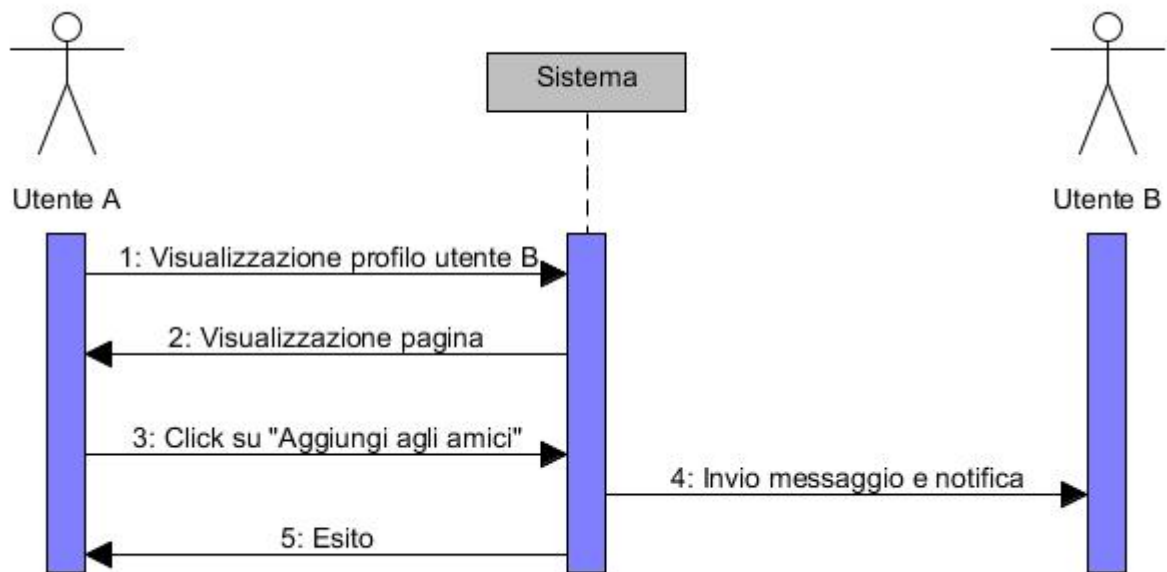 Sistema
Utente A
Utente B
1: Visualizzazione profilo utente B
2: Visualizzazione pagina
3: Click su "Aggiungi agli amici"
4: Invio messaggio e notifica
5: Esito